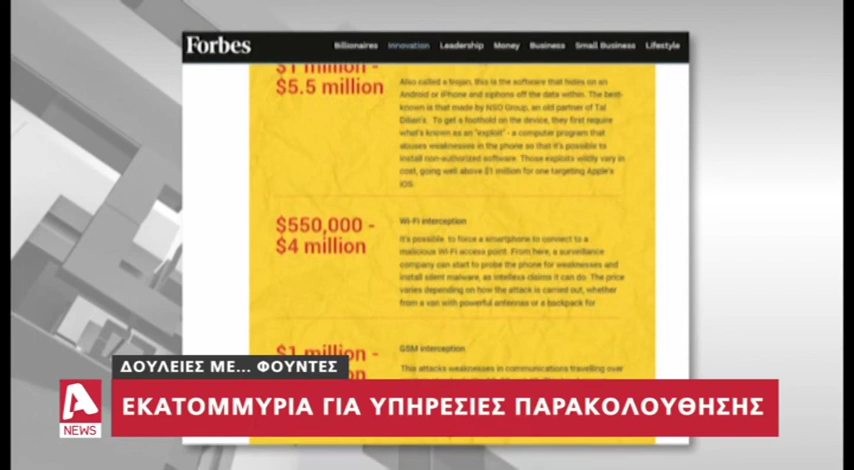 Forbes
Billionaires Innovation Leadership Money Business Small Business Lifestyle
$1 million -
$5.5 million
Also called a trojan, this is the software that hides on an
Android or iPhone and siphons off the data within. The best-
known is that made by NSO Group, an old partner of Tal
Dilian's. To get a foothold on the device, they first require
what's known as an "exploit" - a computer program that
abuses weaknesses in the phone so that it's possible to
install non-authorized software. Those exploits wildly vary in
cost, going well above $1 million for one targeting Apple's
iOS.
$550,000 -
$4 million
Wi-Fi interception
It's possible to force a smartphone to connect to a
malicious Wi-Fi access point. From here, a surveillance
company can start to probe the phone for weaknesses and
install silent malware, as Intellexa claims it can do. The price
varies depending on how the attack is carried out, whether
from a van with powerful antennas or a backpack for
$1 million -
GSM interception
This attacks weaknesses in communications travelling over
ΔΟΥΛΕΙΕΣ ΜΕ... ΦΟΥΝΤΕΣ
ΕΚΑΤΟΜΜΥΡΙΑ ΓΙΑ ΥΠΗΡΕΣΙΕΣ ΠΑΡΑΚΟΛΟΥΘΗΣΗΣ
NEWS